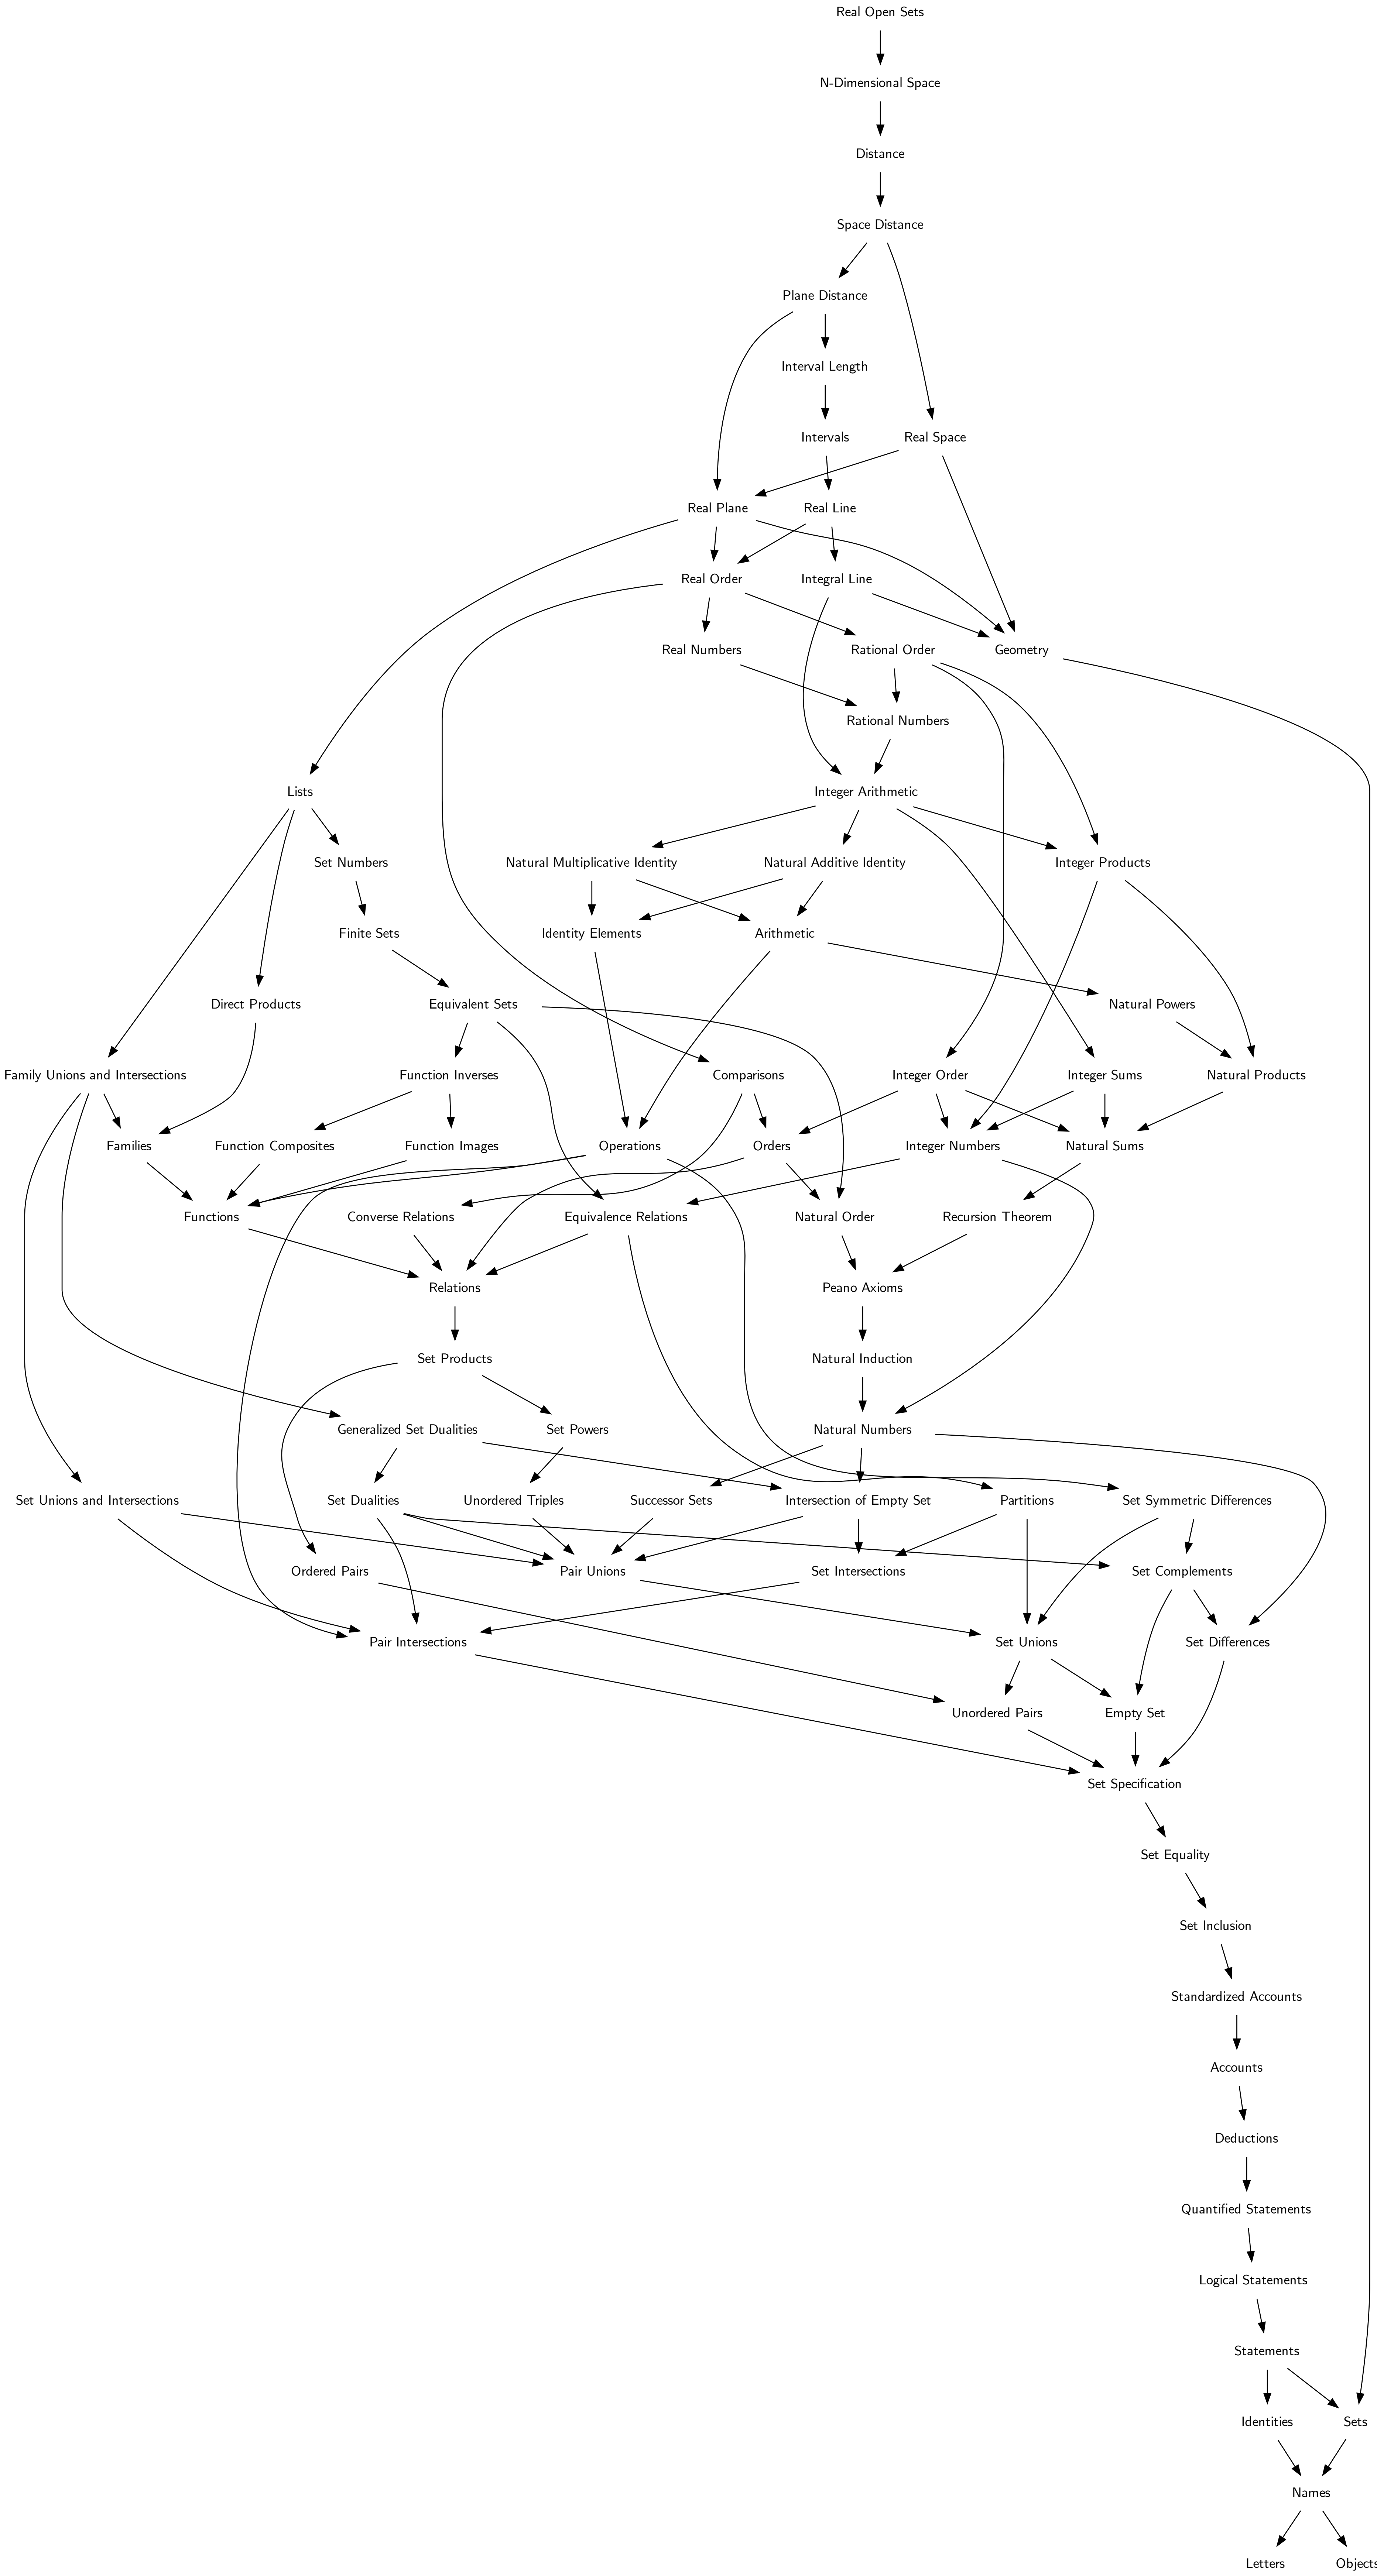 Real Open Sets
N-Dimensional Space
Distance
Space Distance
Plane Distance
Interval Length
Intervals
Real Space
Real Plane
Real Line
Real Order
Integral Line
Real Numbers
Rational Order
Geometry
Rational Numbers
Lists
Integer Arithmetic
Set Numbers
Natural Multiplicative Identity
Natural Additive Identity
Integer Products
Finite Sets
Identity Elements
Arithmetic
Direct Products
Equivalent Sets
Natural Powers
Family Unions and Intersections
Function Inverses
Comparisons
Integer Order
Integer Sums
Natural Products
Families
Function Composites
Function Images
Operations
Orders
Integer Numbers
Natural Sums
Functions
Converse Relations
Equivalence Relations
Natural Order
Recursion Theorem
Relations
Peano Axioms
Set Products
Natural Induction
Generalized Set Dualities
Set Powers
Natural Numbers
Set Unions and Intersections
Set Dualities
Unordered Triples
Successor Sets
Intersection of Empty Set
Partitions
Set Symmetric Differences
Ordered Pairs
Pair Unions
Set Intersections
Set Complements
Pair Intersections
Set Unions
Set Differences
Unordered Pairs
Empty Set
Set Specification
Set Equality
Set Inclusion
Standardized Accounts
Accounts
Deductions
Quantified Statements
Logical Statements
Statements
Identities
Sets
Names
Letters
Objects